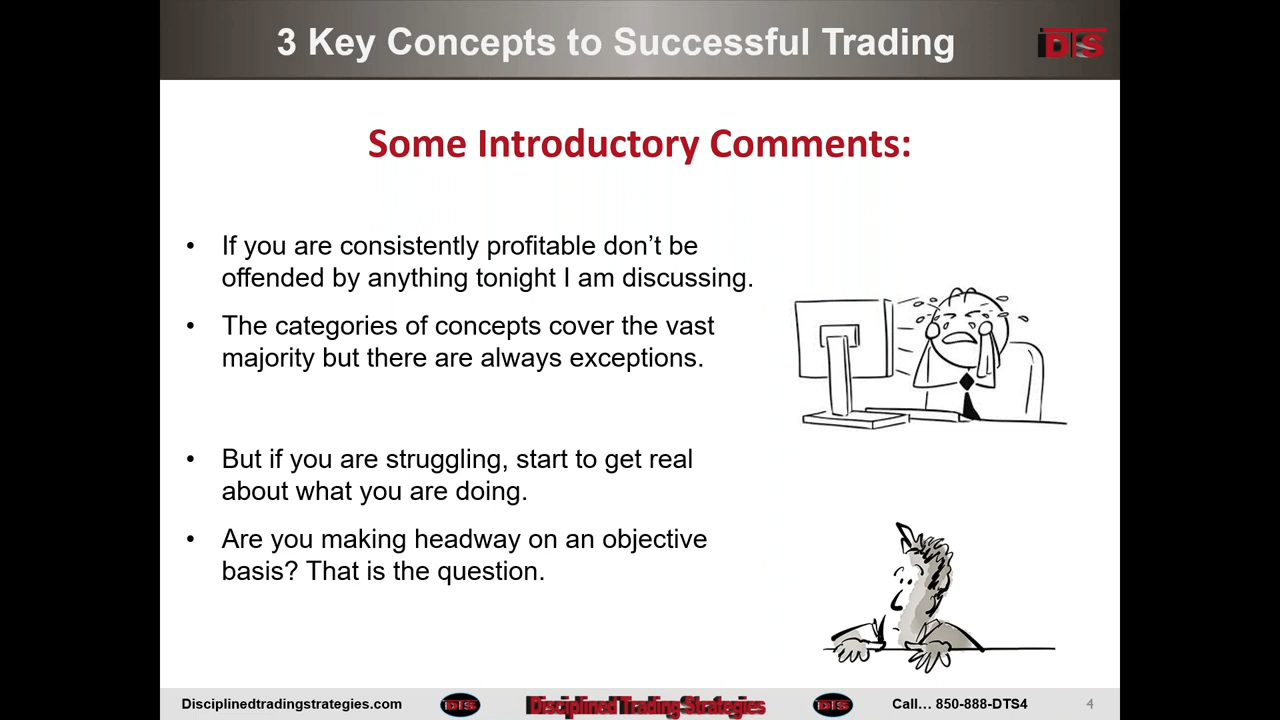 3 Key Concepts to Successful Trading
DTS
Some Introductory Comments:
• If you are consistently profitable don’t be
offended by anything tonight I am discussing.
• The categories of concepts cover the vast
majority but there are always exceptions.
• But if you are struggling, start to get real
about what you are doing.
• Are you making headway on an objective
basis? That is the question.
Disciplinedtradingstrategies.com DTS Disciplined Trading Strategies DTS Call… 850-888-DTS4 4